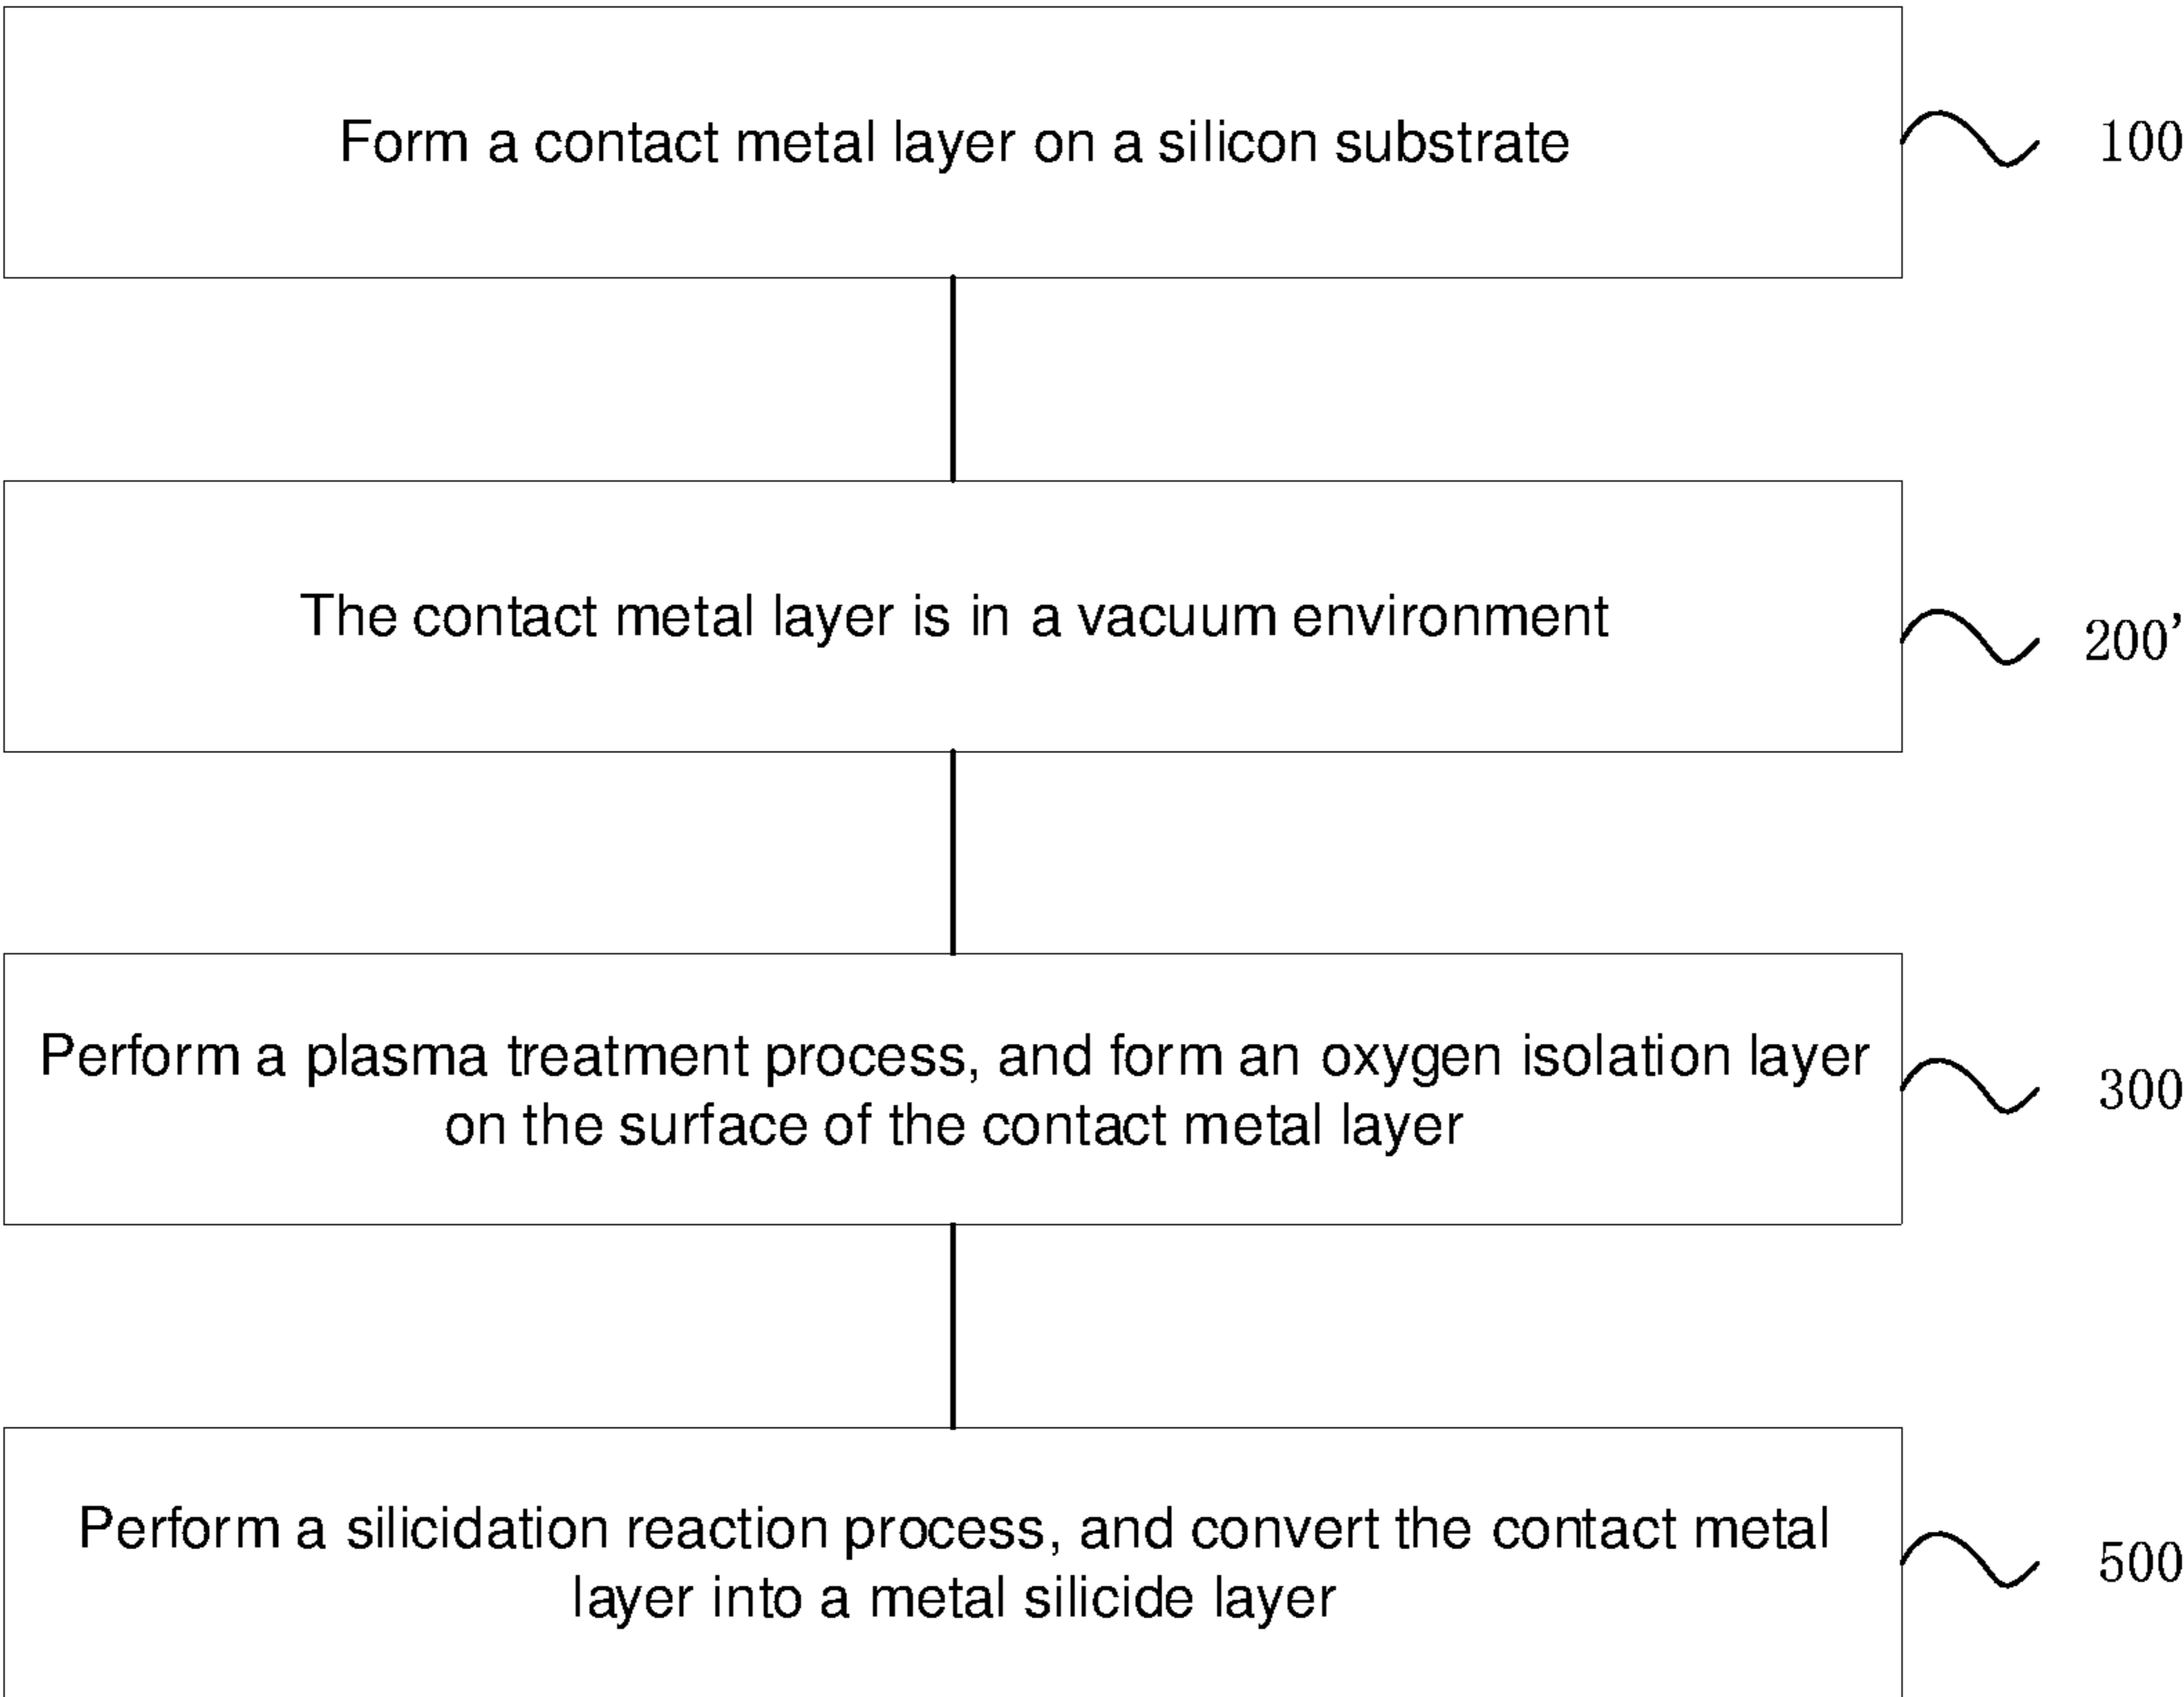 Form a contact metal layer on a silicon substrate
100
The contact metal layer is in a vacuum environment
200'
Perform a plasma treatment process, and form an oxygen isolation layer
on the surface of the contact metal layer
300
Perform a silicidation reaction process, and convert the contact metal
layer into a metal silicide layer
500